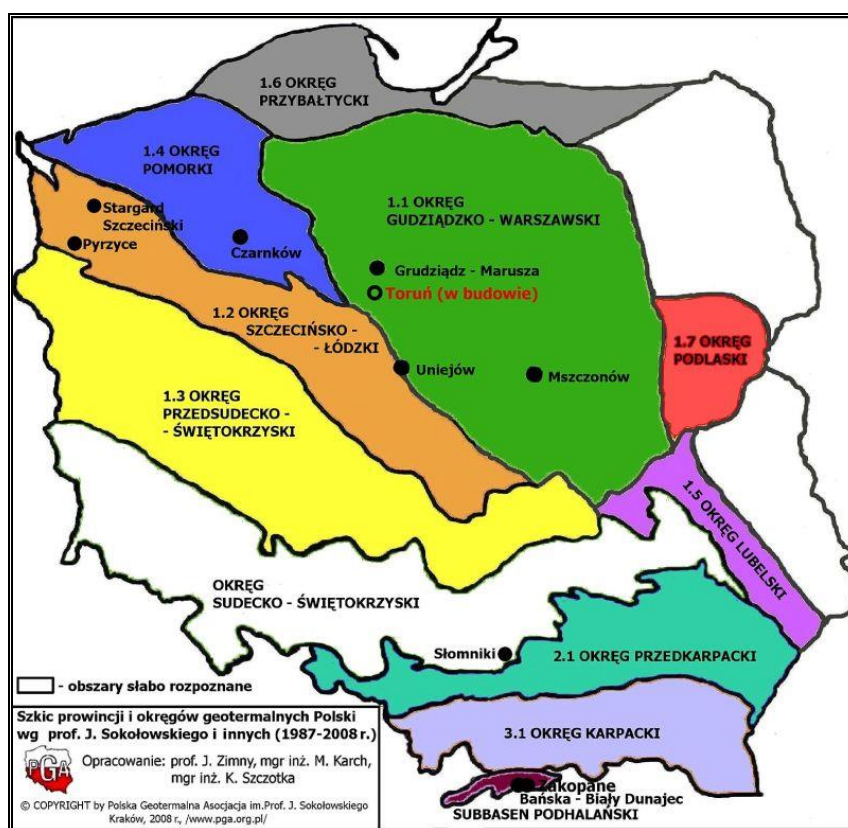 1.6 OKRĘG
PRZYBAŁTYCKI
1.4 OKRĘG
POMORKI
1.1 OKRĘG
GUDZIĄDZKO - WARSZAWSKI
Stargard
Szczeciński
Pyrzyce
Czarnków
Grudziądz - Marusza
Toruń (w budowie)
1.2 OKRĘG
SZCZECIŃSKO -
- ŁÓDZKI
1.7 OKRĘG
PODLASKI
Uniejów
Mszczonów
1.3 OKRĘG
PRZEDSUDECKO -
- ŚWIĘTOKRZYSKI
1.5 OKRĘG LUBELSKI
OKRĘG
SUDECKO - ŚWIĘTOKRZYSKI
Słomniki
2.1 OKRĘG PRZEDKARPACKI
- obszary słabo rozpoznane
3.1 OKRĘG KARPACKI
Zakopane
Bańska - Biały Dunajec
SUBBASEN PODHALAŃSKI
Szkic prowincji i okręgów geotermalnych Polski
wg prof. J. Sokołowskiego i innych (1987-2008 r.)
PGA
Opracowanie: prof. J. Zimny, mgr inż. M. Karch,
mgr inż. K. Szczotka
© COPYRIGHT by Polska Geotermalna Asocjacja im.Prof. J. Sokołowskiego
Kraków, 2008 r., /www.pga.org.pl/